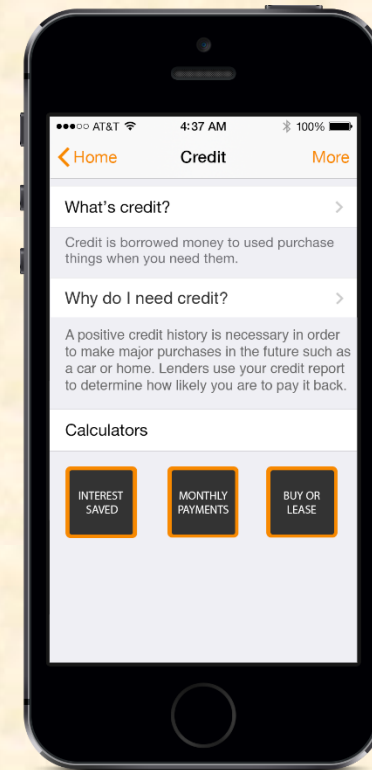 AT&T 4:37 AM 100%
Home Credit More
What's credit?
Credit is borrowed money to used purchase
things when you need them.
Why do I need credit?
A positive credit history is necessary in order
to make major purchases in the future such as
a car or home. Lenders use your credit report
to determine how likely you are to pay it back.
Calculators
INTEREST
SAVED
MONTHLY
PAYMENTS
BUY OR
LEASE